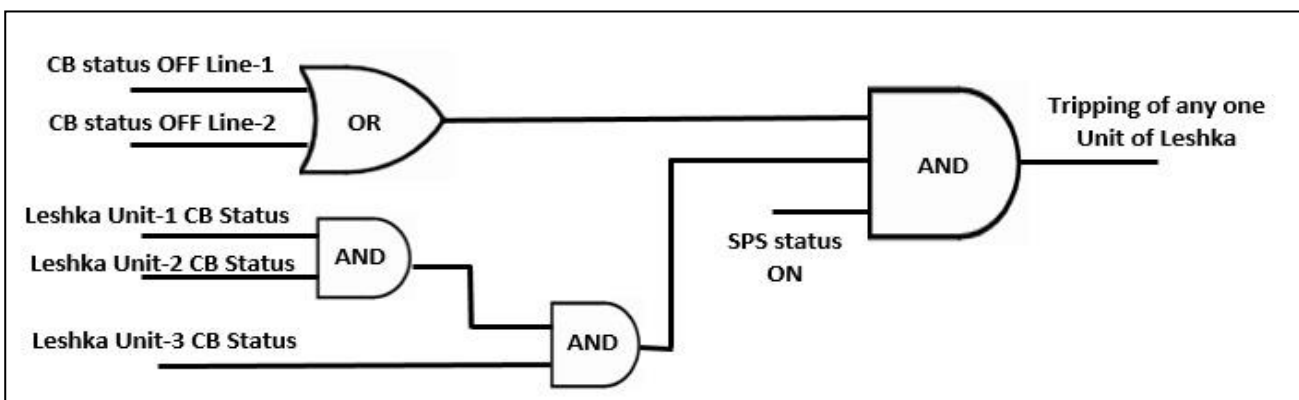 CB status OFF Line-1
CB status OFF Line-2
OR
Leshka Unit-1 CB Status
Leshka Unit-2 CB Status
AND
Leshka Unit-3 CB Status
AND
SPS status
ON
AND
Tripping of any one
Unit of Leshka